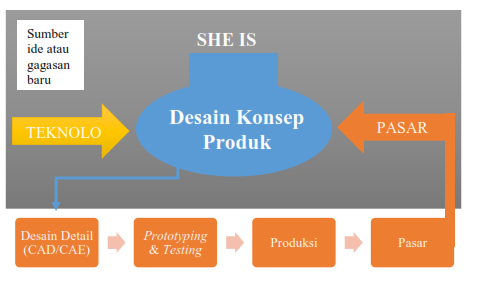 Sumber
ide atau
gagasan
baru
SHE IS
TEKNOLO
Desain Konsep
Produk
PASAR
Desain Detail
(CAD/CAE)
Prototyping
& Testing
Produksi
Pasar